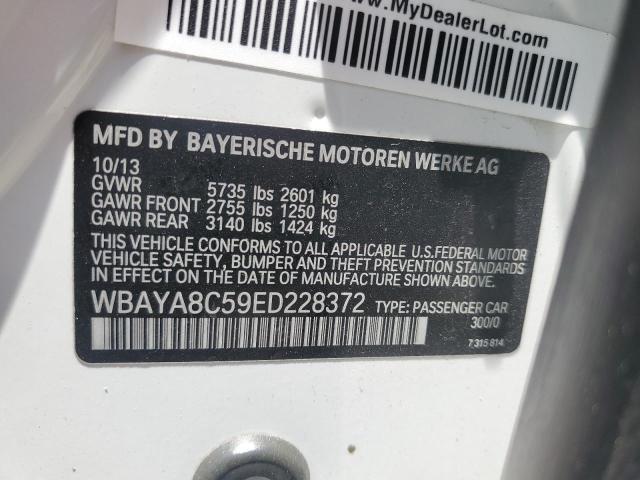 www.MyDealerLot.com
MFD BY BAYERISCHE MOTOREN WERKE AG
10/13
GVWR 5735 lbs 2601 kg
GAWR FRONT 2755 lbs 1250 kg
GAWR REAR 3140 lbs 1424 kg
THIS VEHICLE CONFORMS TO ALL APPLICABLE U.S.FEDERAL MOTOR
VEHICLE SAFETY, BUMPER AND THEFT PREVENTION STANDARDS
IN EFFECT ON THE DATE OF MANUFACTURE SHOWN ABOVE.
WBAYA8C59ED228372 TYPE: PASSENGER CAR
300/0
7 315 814